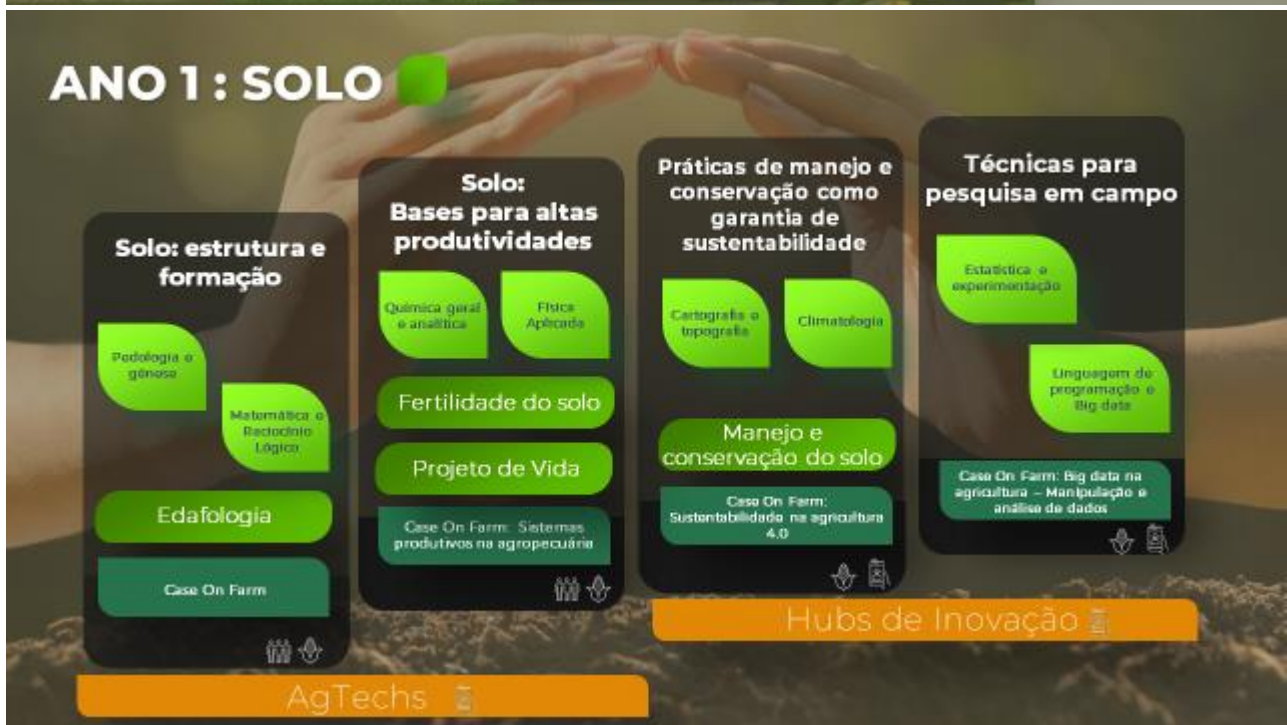 ANO 1 : SOLO
Solo: estrutura e
formação
Pedologia e
gênese
Matemática e
Raciocínio
Lógico
Edafologia
Case On Farm
Solo:
Bases para altas
produtividades
Química geral
e analítica
Física
Aplicada
Fertilidade do solo
Projeto de Vida
Case On Farm: Sistemas
produtivos na agropecuária
Práticas de manejo e
conservação como
garantia de
sustentabilidade
Cartografia e
topografia
Climatologia
Manejo e
conservação do solo
Case On Farm:
Sustentabilidade na agricultura
4.0
Técnicas para
pesquisa em campo
Estatística e
experimentação
Linguagem de
programação e
Big data
Case On Farm: Big data na
agricultura – Manipulação e
análise de dados
AgTechs
Hubs de Inovação